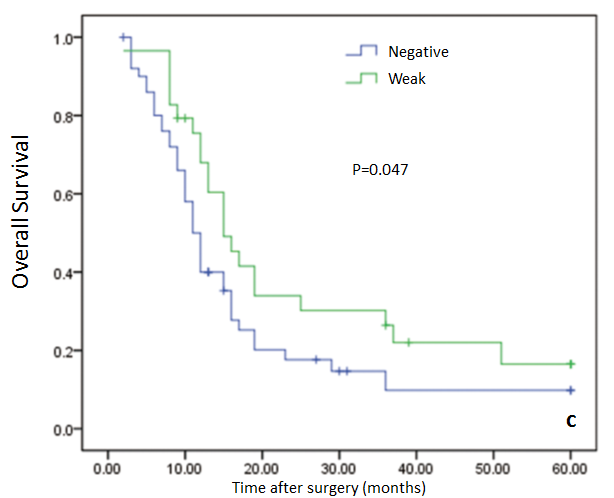 Negative
Weak
P=0.047
Overall Survival
1.0
0.8
0.6
0.4
0.2
0.0
C
0.00 10.00 20.00 30.00 40.00 50.00 60.00
Time after surgery (months)